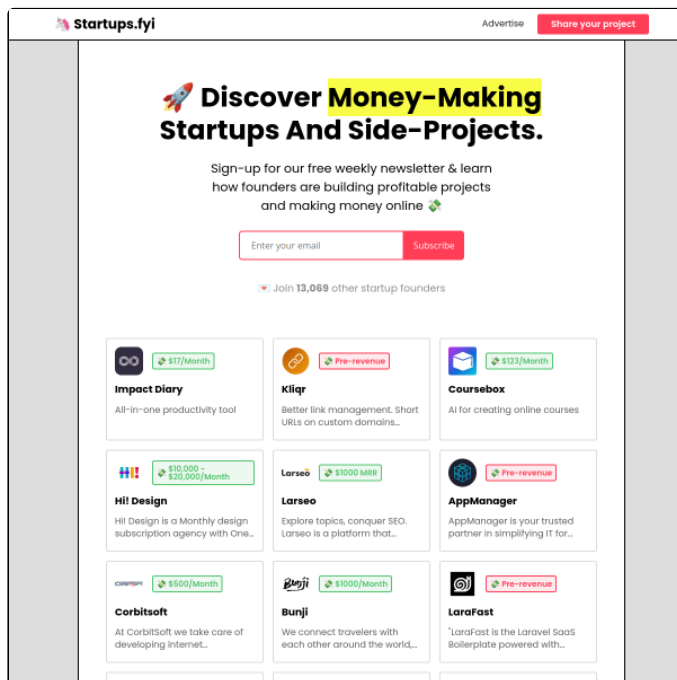 Startups.fyi
Advertise
Share your project
Discover Money-Making
Startups And Side-Projects.
Sign-up for our free weekly newsletter & learn
how founders are building profitable projects
and making money online
Enter your email
Subscribe
Join 13,069 other startup founders
$17/Month
Impact Diary
All-in-one productivity tool
Pre-revenue
Kliqr
Better link management. Short
URLs on custom domains...
$123/Month
Coursebox
AI for creating online courses
H!!
$10,000 -
$20,000/Month
Hi! Design
Hi! Design is a Monthly design
subscription agency with One...
Larseo
$1000 MRR
Larseo
Explore topics, conquer SEO.
Larseo is a platform that...
Pre-revenue
AppManager
AppManager is your trusted
partner in simplifying IT for...
$500/Month
Corbitsoft
At CorbitSoft we take care of
developing internet...
Bunji
$1000/Month
Bunji
We connect travelers with
each other around the world,...
Pre-revenue
LaraFast
"LaraFast is the Laravel SaaS
Boilerplate powered with...